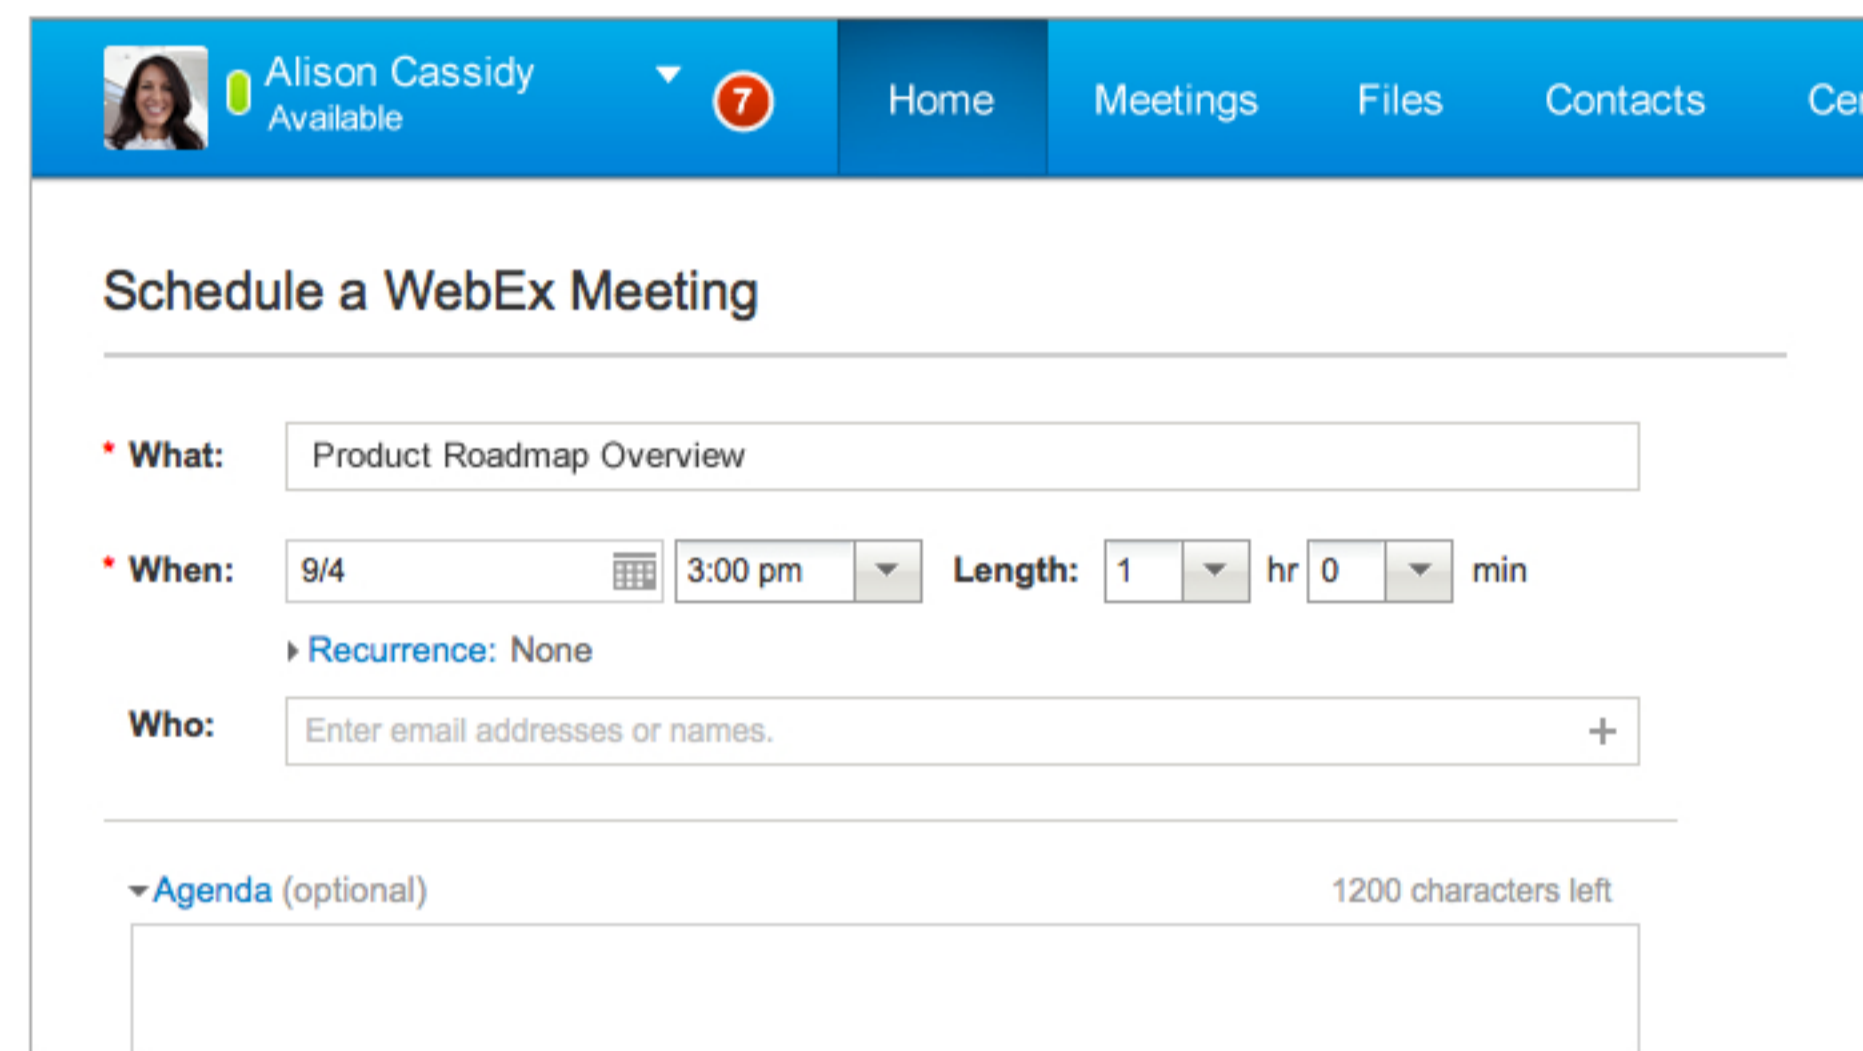 Alison Cassidy
Available
7
Home Meetings Files Contacts
Schedule a WebEx Meeting
* What: Product Roadmap Overview
* When: 9/4 3:00 pm Length: 1 hr 0 min
Recurrence: None
Who: Enter email addresses or names. +
Agenda (optional) 1200 characters left